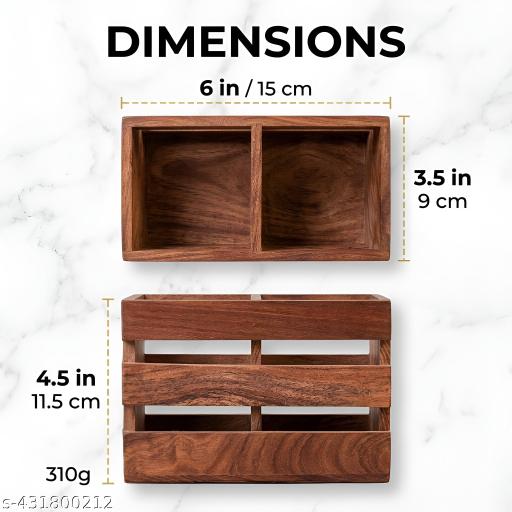 DIMENSIONS
6 in / 15 cm
3.5 in
9 cm
4.5 in
11.5 cm
310g
s-431800212